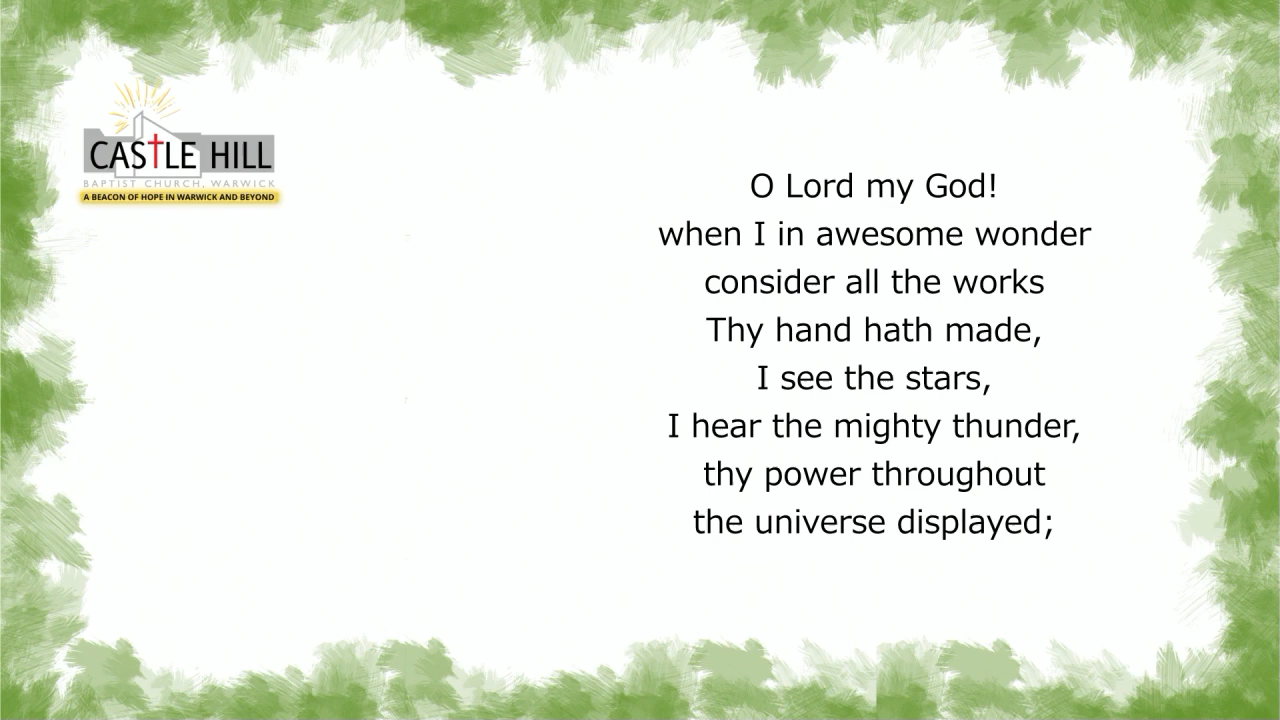 CASTLE HILL
BAPTIST CHURCH, WARWICK
A BEACON OF HOPE IN WARWICK AND BEYOND
O Lord my God!
when I in awesome wonder
consider all the works
Thy hand hath made,
I see the stars,
I hear the mighty thunder,
thy power throughout
the universe displayed;